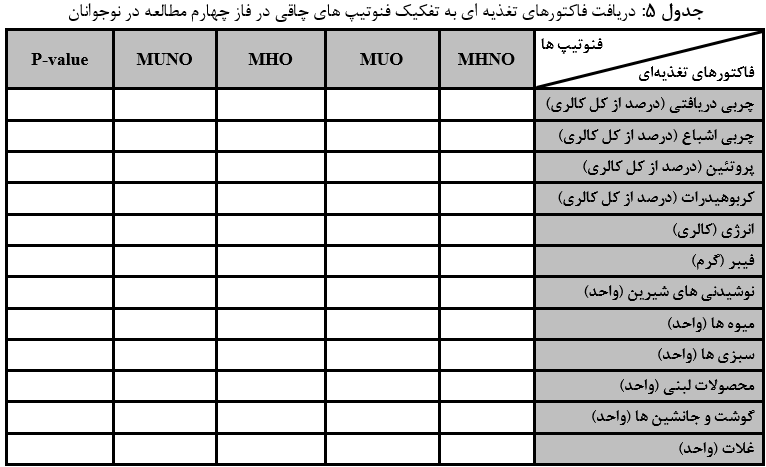 جدول ۵: دریافت فاکتورهای تغذیه ای به تفکیک فنوتیپ های چاقی در فاز چهارم مطالعه در نوجوانان
فنوتیپ ها
فاکتورهای تغذیه‌ای
MHNO
MUO
MHO
MUNO
P-value
چربی دریافتی (درصد از کل کالری)
چربی اشباع (درصد از کل کالری)
پروتئین (درصد از کل کالری)
کربوهیدرات (درصد از کل کالری)
انرژی (کالری)
فیبر (گرم)
نوشیدنی های شیرین (واحد)
میوه ها (واحد)
سبزی ها (واحد)
محصولات لبنی (واحد)
گوشت و جانشین ها (واحد)
غلات (واحد)